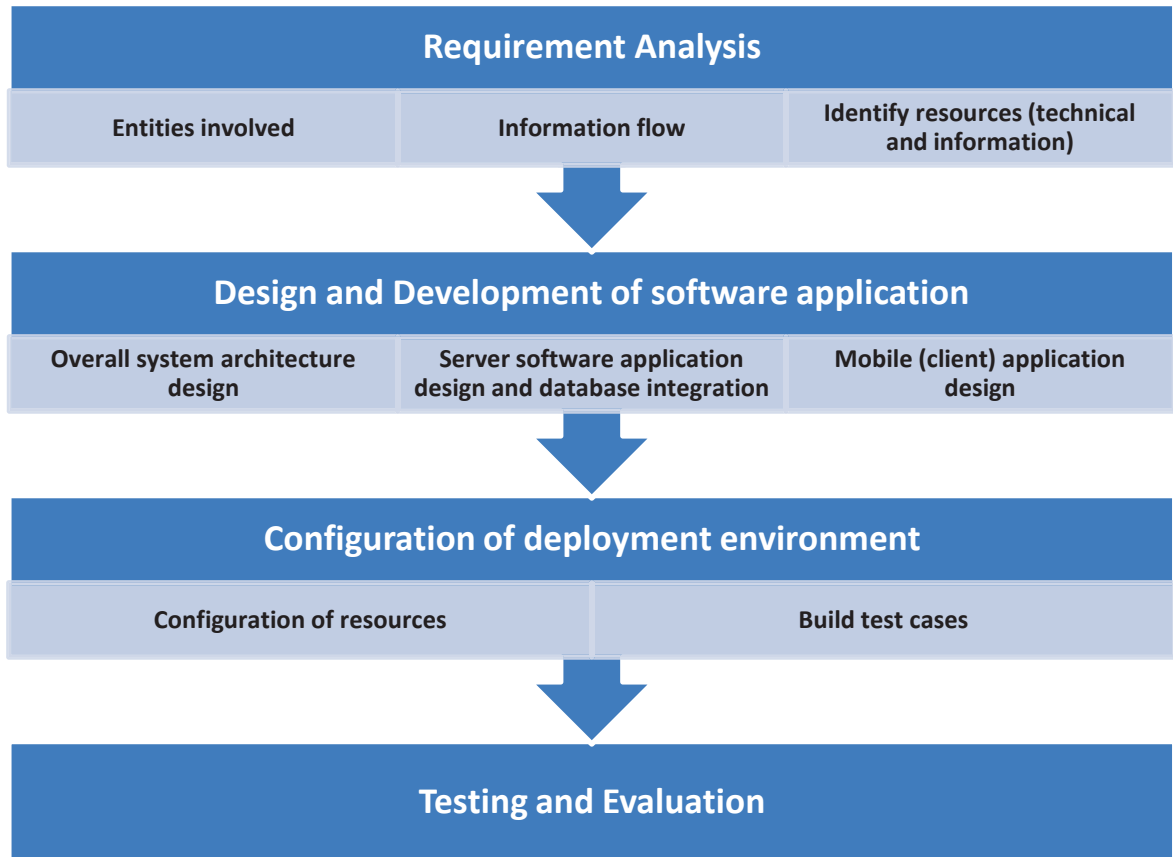 Requirement Analysis
Entities involved
Information flow
Identify resources (technical
and information)
Design and Development of software application
Overall system architecture
design
Server software application
design and database integration
Mobile (client) application
design
Configuration of deployment environment
Configuration of resources
Build test cases
Testing and Evaluation